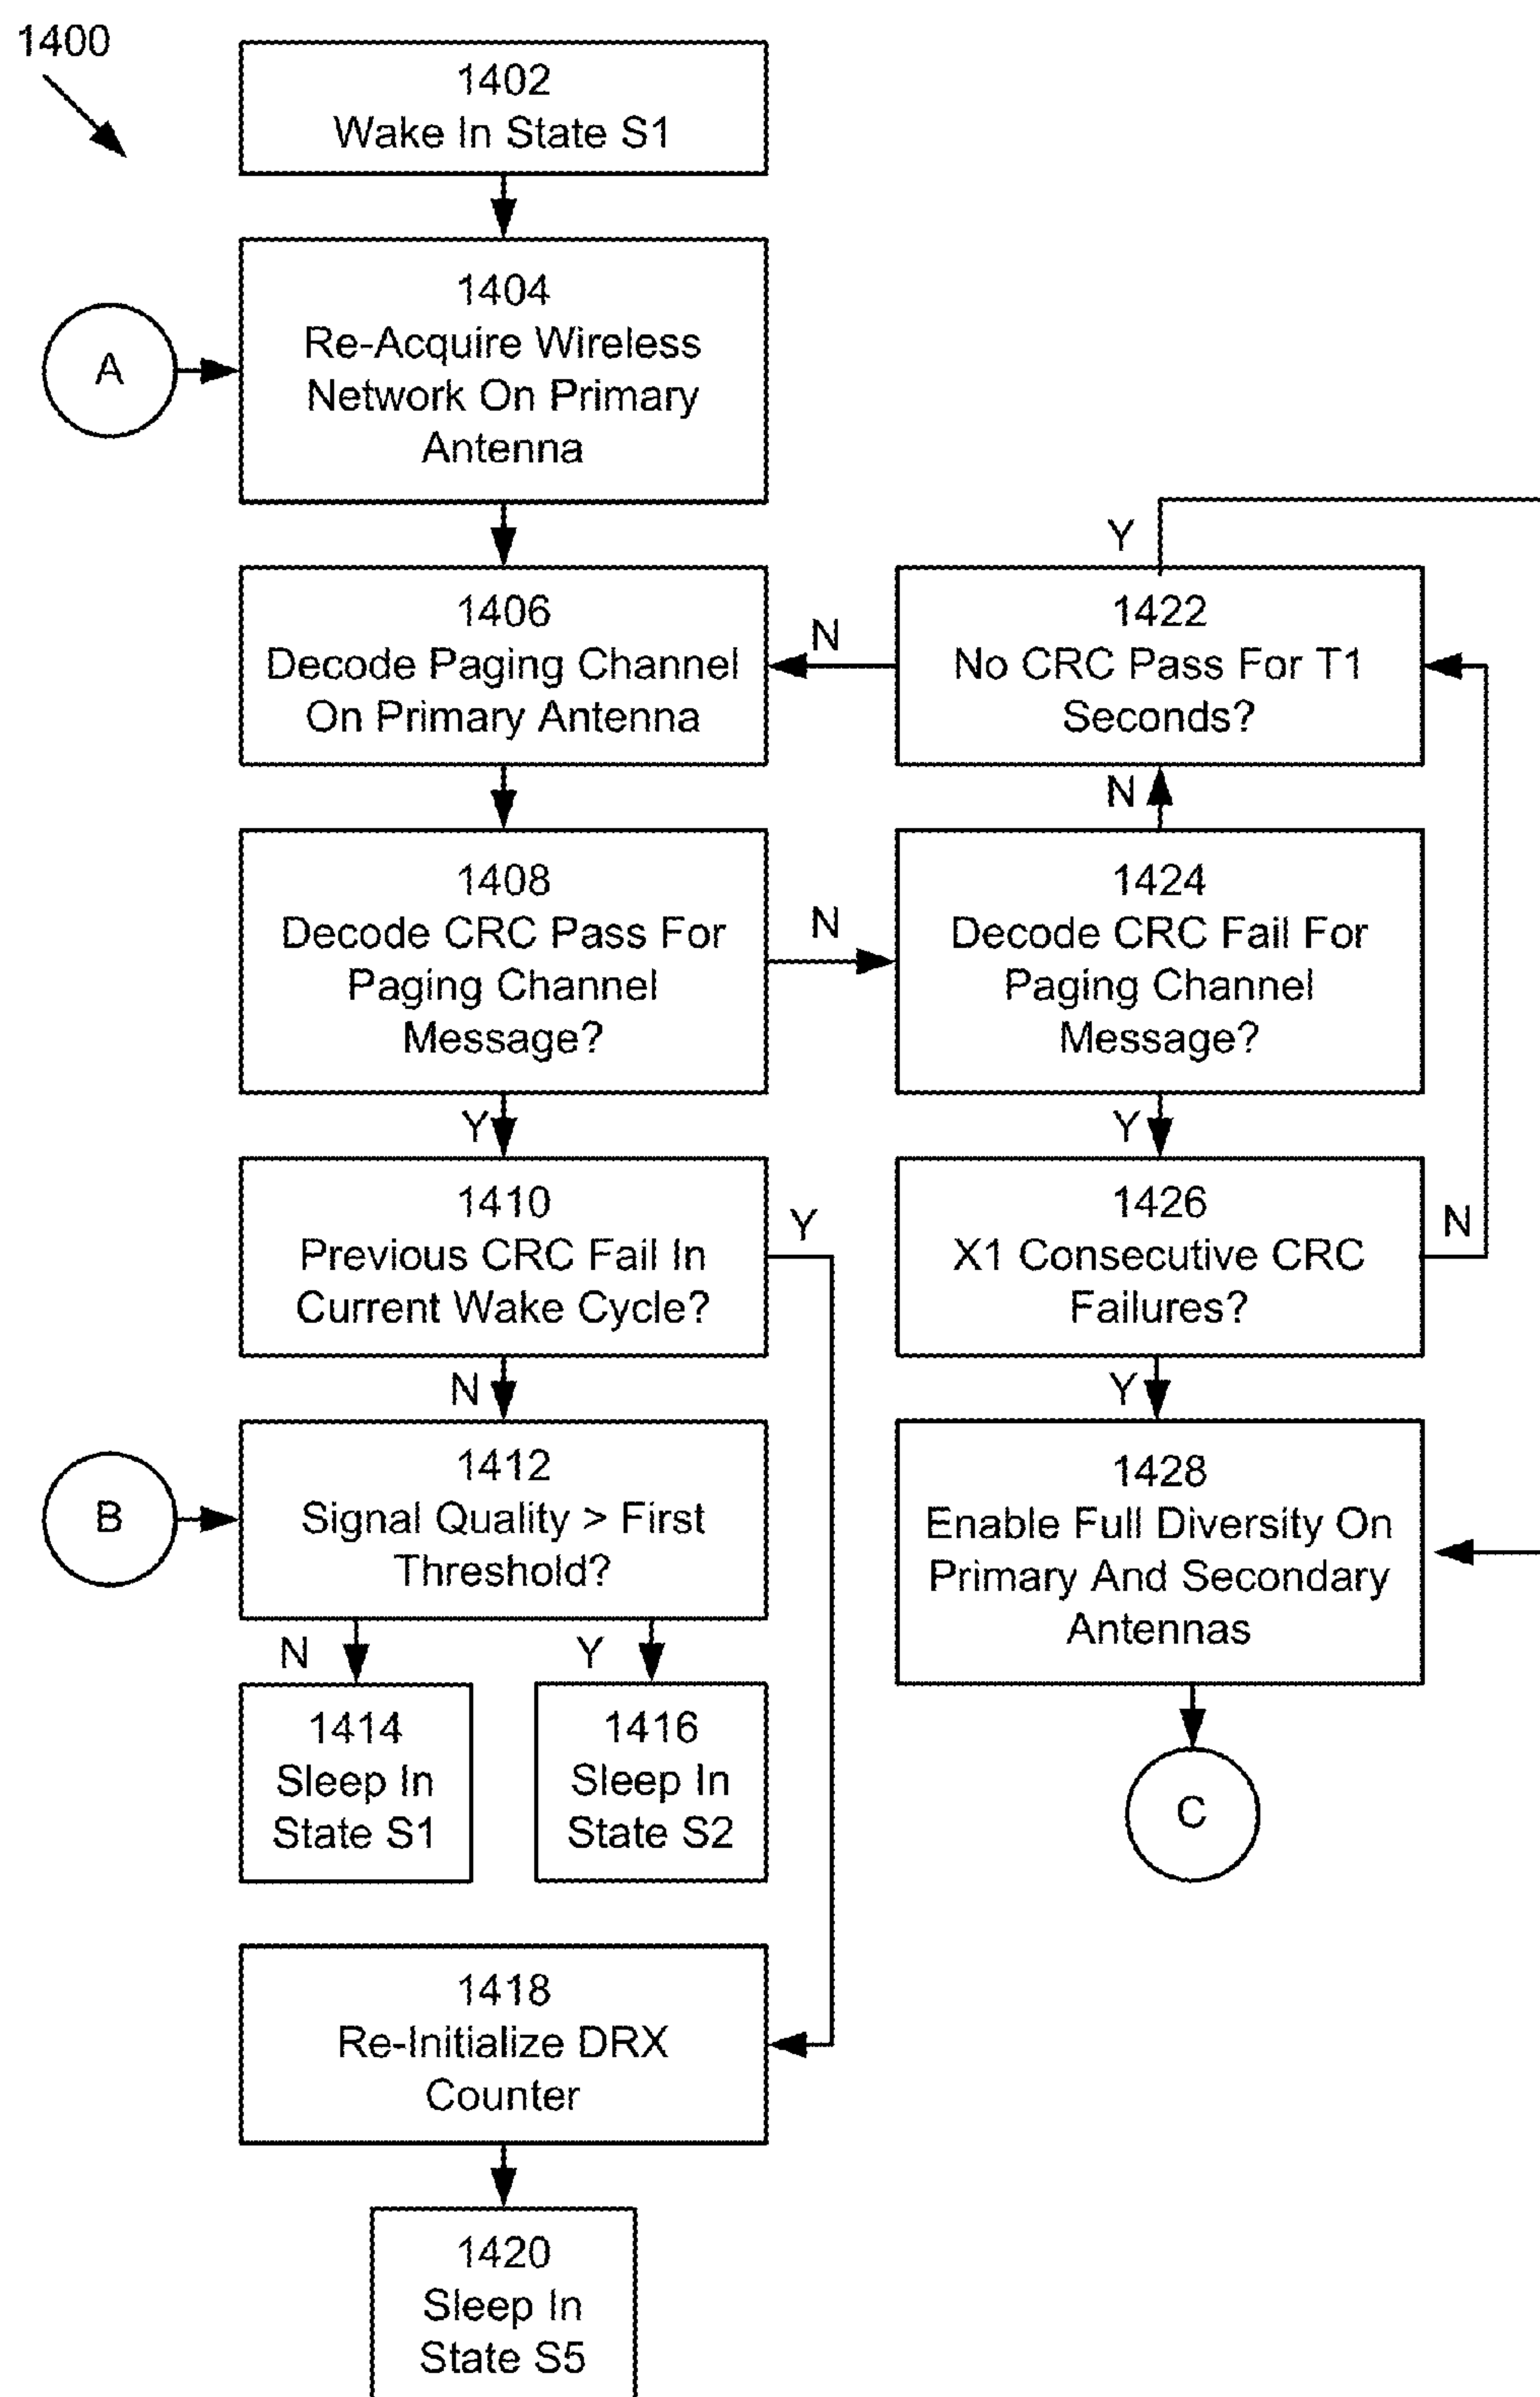 1400
1402
Wake In State S1
1404
Re-Acquire Wireless
Network On Primary
Antenna
A
Y
1406
Decode Paging Channel
On Primary Antenna
N
1422
No CRC Pass For T1
Seconds?
N
1408
Decode CRC Pass For
Paging Channel
Message?
N
1424
Decode CRC Fail For
Paging Channel
Message?
Y
Y
1410
Previous CRC Fail In
Current Wake Cycle?
Y
1426
X1 Consecutive CRC
Failures?
N
N
Y
B
1412
Signal Quality > First
Threshold?
1428
Enable Full Diversity On
Primary And Secondary
Antennas
N
Y
1414
Sleep In
State S1
1416
Sleep In
State S2
C
1418
Re-Initialize DRX
Counter
1420
Sleep In
State S5